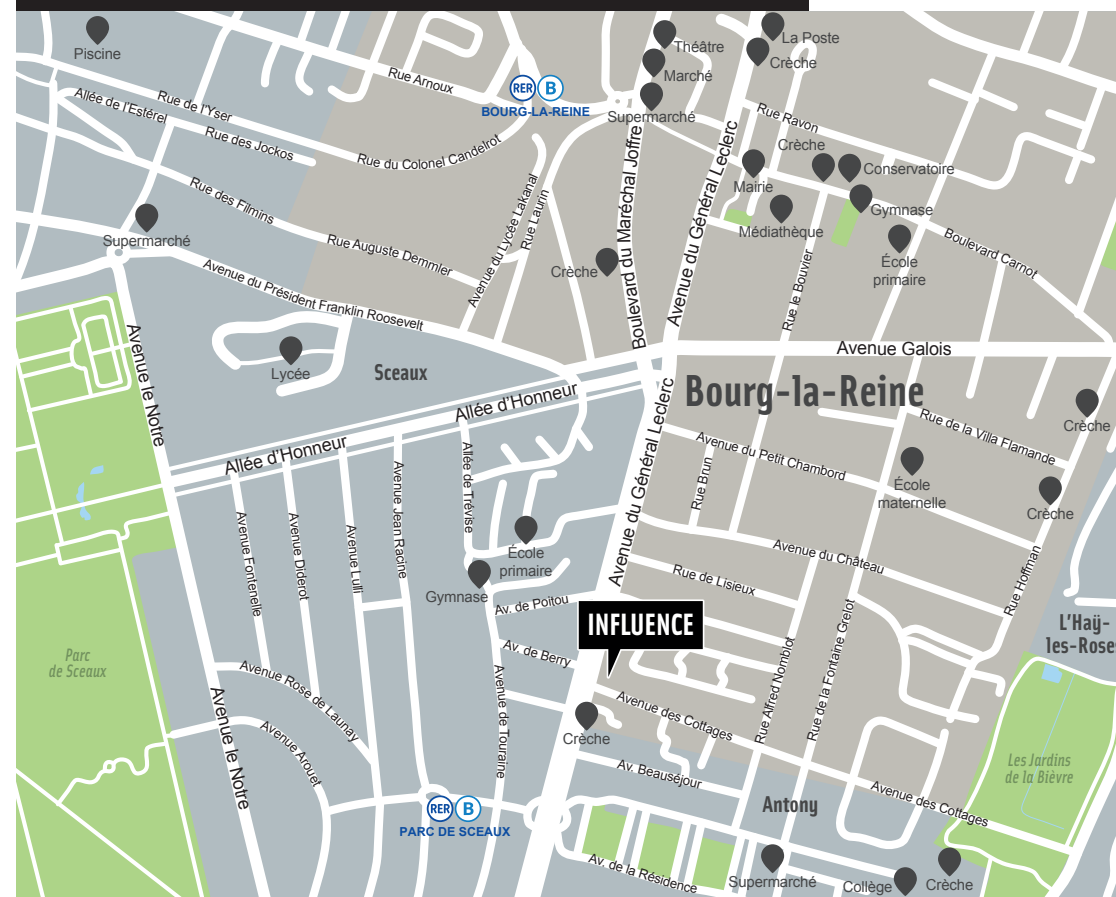 Piscine
Théâtre
Marché
Supermarché
La Poste
Crèche
Rue Arnoux
RER B
BOURG-LA-REINE
Allée de l'Estérel
Rue de l'Yser
Rue des Jockos
Rue du Colonel Candelrot
Rue Ravon
Crèche
Conservatoire
Mairie
Gymnase
Médiathèque
École
primaire
Boulevard Carnot
Rue des Filmins
Supermarché
Rue Auguste Demmler
Avenue du Lycée Lakanal
Rue Laurin
Crèche
Boulevard du Maréchal Joffre
Avenue du Général Leclerc
Rue le Bouvier
Avenue du Président Franklin Roosevelt
Avenue Galois
Lycée
Sceaux
Bourg-la-Reine
Avenue le Notre
Allée d'Honneur
Allée d'Honneur
Avenue du Général Leclerc
Crèche
Rue de la Villa Flamande
Avenue du Petit Chambord
Rue Brun
École
maternelle
Crèche
Allée de Trévise
Avenue Jean Racine
Avenue Lulli
Avenue Diderot
Avenue Fontenelle
École
primaire
Gymnase
Avenue du Château
Rue de Lisieux
Rue Hoffman
Av. de Poitou
INFLUENCE
L'Haÿ-
les-Rose
Parc
de Sceaux
Av. de Berry
Avenue Rose de Launay
Avenue de Touraine
Avenue Arouet
Avenue le Notre
Rue Alfred Nomblot
Rue de la Fontaine Grelot
Avenue des Cottages
Crèche
Av. Beauséjour
Antony
Avenue des Cottages
Les Jardins
de la Bièvre
RER B
PARC DE SCEAUX
Av. de la Résidence
Supermarché
Collège
Crèche